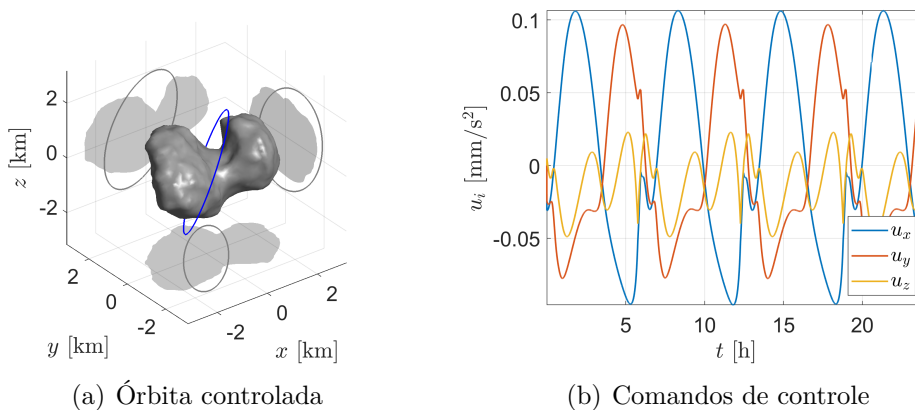 2
0
-2
z [km]
2
0
-2
y [km]
-2
0
2
x [km]
(a) Órbita controlada
0.1
0.05
0
-0.05
u_i [mm/s²]
5
10
15
20
t [h]
u_x
u_y
u_z
(b) Comandos de controle